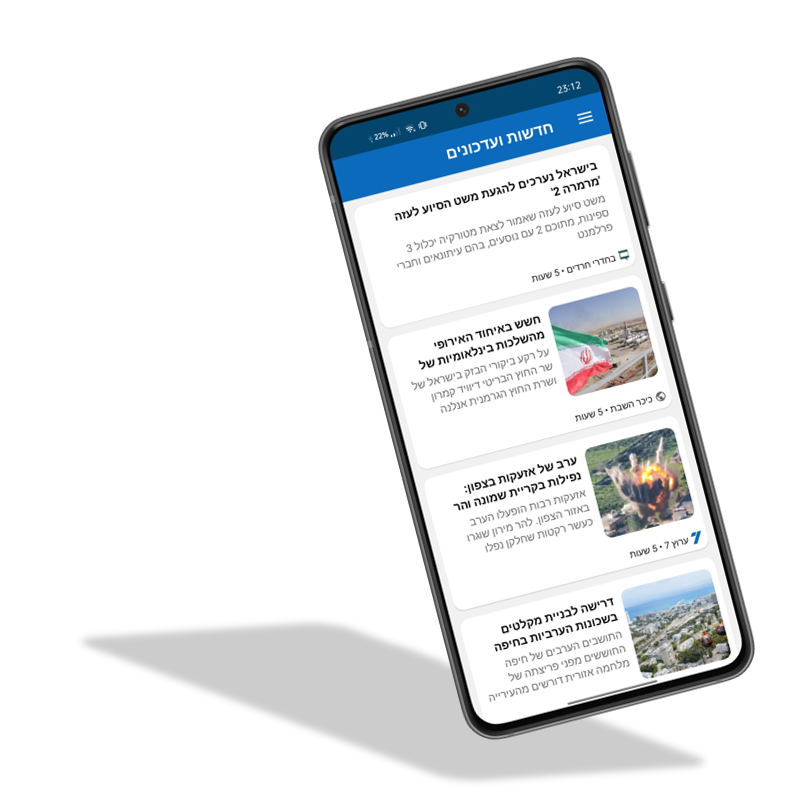 23:12
22%
חדשות ועדכונים
בישראל נערכים להגעת משט הסיוע לעזה
'מרמרה 2'
משט סיוע לעזה שאמור לצאת מטורקיה יכלול 3
ספינות, מתוכם 2 עם נוסעים, בהם עיתונאים וחברי
פרלמנט
בחדרי חרדים • 5 שעות
חשש באיחוד האירופי
מהשלכות בינלאומיות של
על רקע ביקורי הבזק בישראל של
שר החוץ הבריטי דיוויד קמרון
ושרת החוץ הגרמנית אנלנה
כיכר השבת • 5 שעות
ערב של אזעקות בצפון:
נפילות בקריית שמונה והר
אזעקות רבות הופעלו הערב
באזור הצפון. להר מירון שוגרו
כעשר רקטות שחלקן נפלו
ערוץ 7 • 5 שעות
דרישה לבניית מקלטים
בשכונות הערביות בחיפה
התושבים הערבים של חיפה
החוששים מפני פריצתה של
מלחמה אזורית דורשים מהעירייה